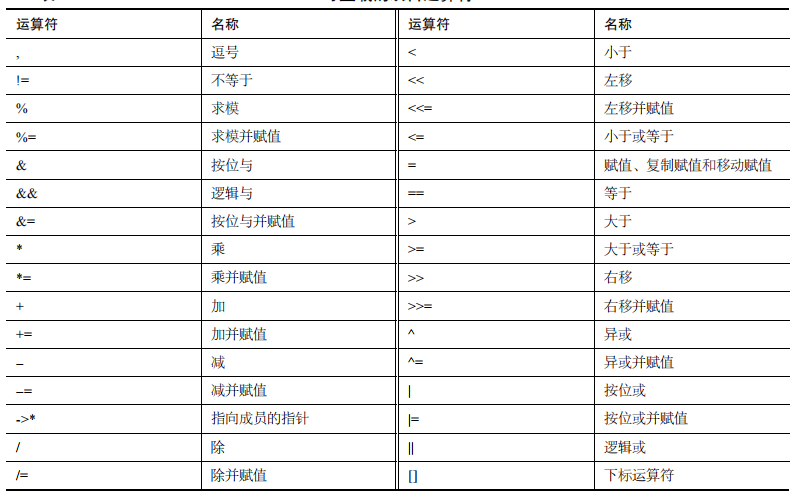 运算符 名称 运算符 名称
, 逗号 < 小于
!= 不等于 << 左移
% 求模 <<= 左移并赋值
%= 求模并赋值 <= 小于或等于
& 按位与 = 赋值、复制赋值和移动赋值
&& 逻辑与 == 等于
&= 按位与并赋值 > 大于
* 乘 >= 大于或等于
*= 乘并赋值 >> 右移
+ 加 >>= 右移并赋值
+= 加并赋值 ^ 异或
– 减 ^= 异或并赋值
–= 减并赋值 | 按位或
->* 指向成员的指针 |= 按位或并赋值
/ 除 || 逻辑或
/= 除并赋值 [] 下标运算符